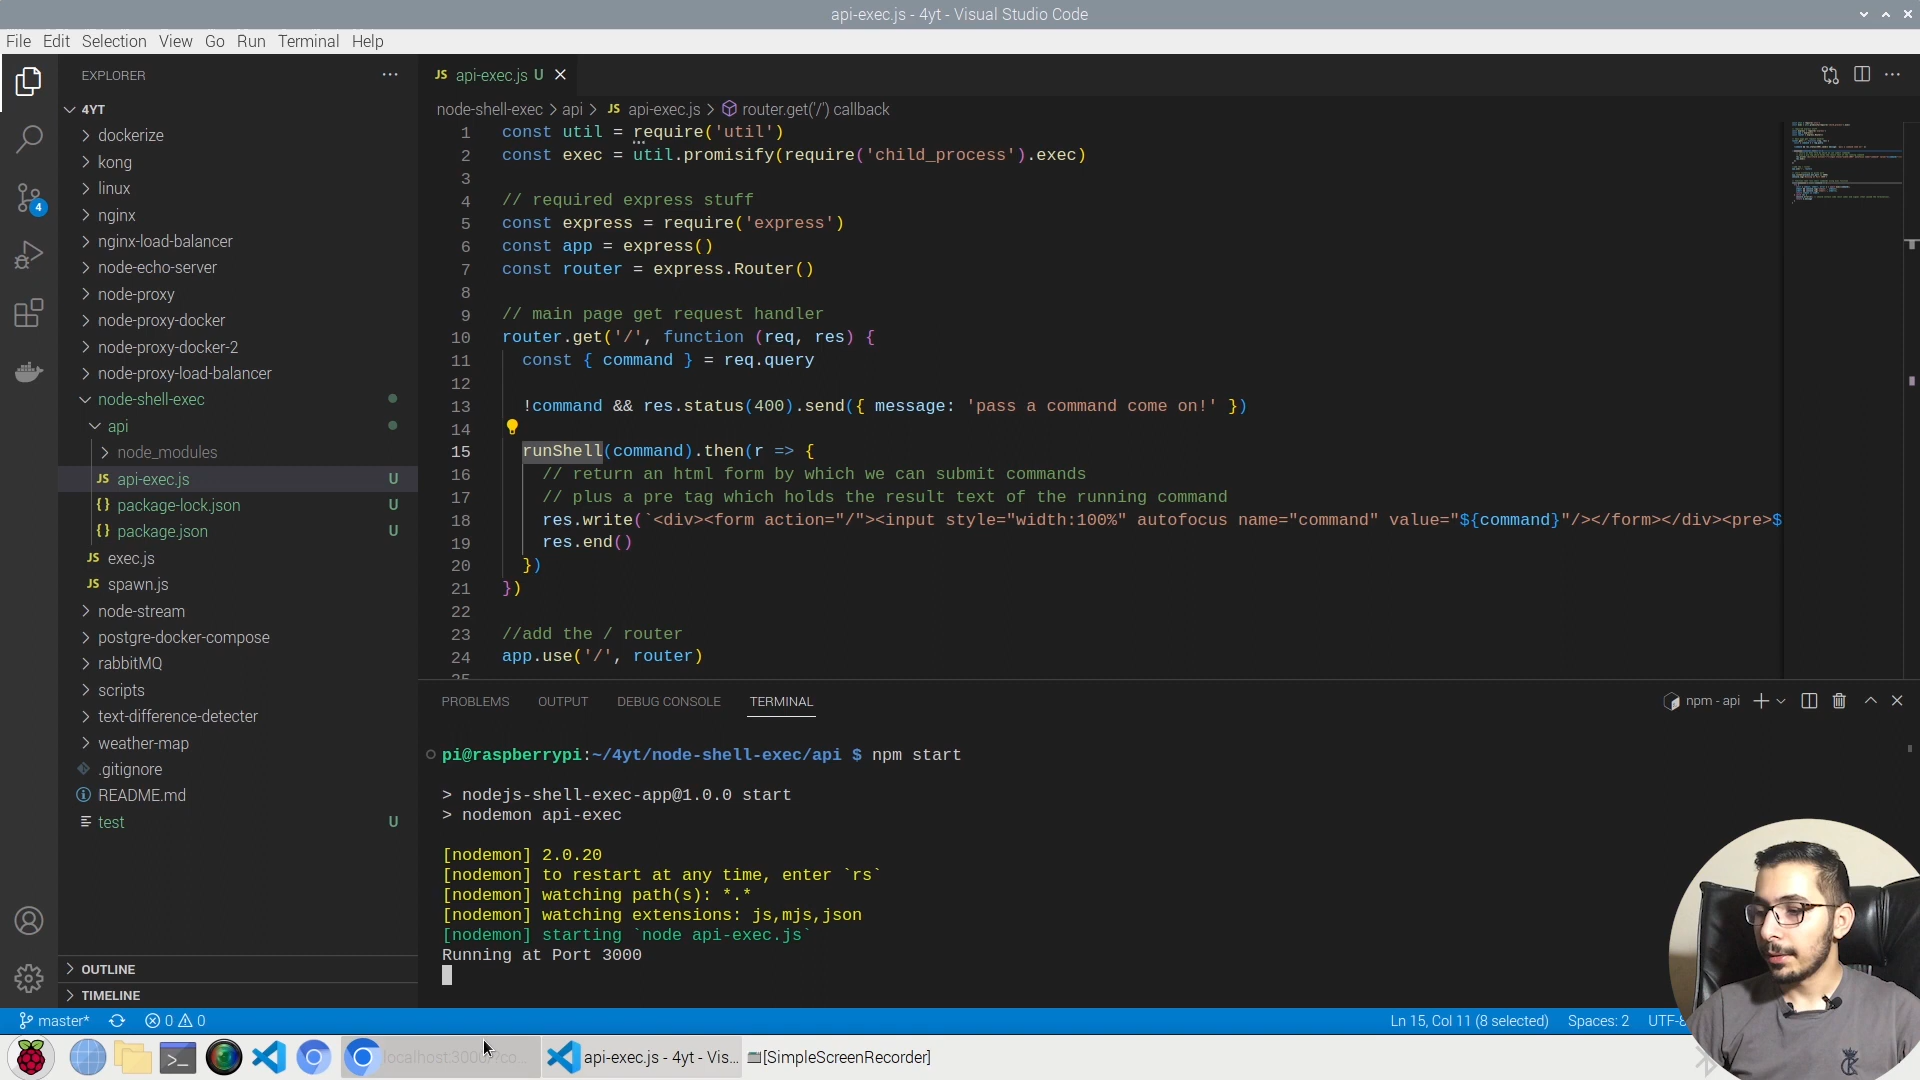 api-exec.js - 4yt - Visual Studio Code
File Edit Selection View Go Run Terminal Help
EXPLORER
4YT
dockerize
kong
linux
nginx
nginx-load-balancer
node-echo-server
node-proxy
node-proxy-docker
node-proxy-docker-2
node-proxy-load-balancer
node-shell-exec
api
node_modules
JS api-exec.js U
{} package-lock.json U
{} package.json U
JS exec.js
JS spawn.js
node-stream
postgre-docker-compose
rabbitMQ
scripts
text-difference-detecter
weather-map
.gitignore
README.md
test U
OUTLINE
TIMELINE
4
JS api-exec.js U
node-shell-exec > api > JS api-exec.js > router.get('/') callback
1 const util = require('util')
2 const exec = util.promisify(require('child_process').exec)
3
4 // required express stuff
5 const express = require('express')
6 const app = express()
7 const router = express.Router()
8
9 // main page get request handler
10 router.get('/', function (req, res) {
11 const { command } = req.query
12
13 !command && res.status(400).send({ message: 'pass a command come on!' })
14
15 runShell(command).then(r => {
16 // return an html form by which we can submit commands
17 // plus a pre tag which holds the result text of the running command
18 res.write(`<div><form action="/"><input style="width:100%" autofocus name="command" value="${command}"/></form></div><pre>$
19 res.end()
20 })
21 })
22
23 //add the / router
24 app.use('/', router)
25
PROBLEMS OUTPUT DEBUG CONSOLE TERMINAL
npm - api
pi@raspberrypi:~/4yt/node-shell-exec/api $ npm start
> nodejs-shell-exec-app@1.0.0 start
> nodemon api-exec
[nodemon] 2.0.20
[nodemon] to restart at any time, enter `rs`
[nodemon] watching path(s): *.*
[nodemon] watching extensions: js,mjs,json
[nodemon] starting `node api-exec.js`
Running at Port 3000
master* 0 0
Ln 15, Col 11 (8 selected) Spaces: 2 UTF-8
api-exec.js - 4yt - Vis... [SimpleScreenRecorder]